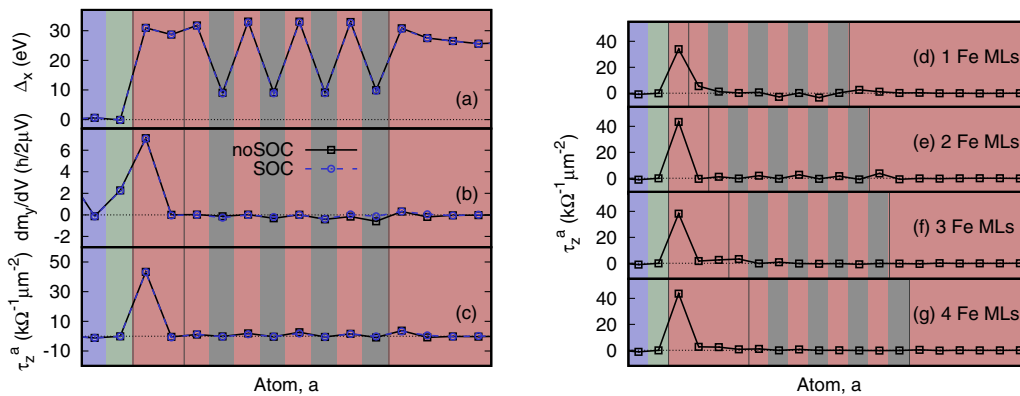 30
20
10
0
Δx (eV)
(a)
6
4
2
0
-2
dmy/dV (ħ/2μV)
noSOC
SOC
(b)
50
30
10
-10
τz^a (kΩ⁻¹μm⁻²)
(c)
Atom, a
40
20
0
(d) 1 Fe MLs
40
20
0
(e) 2 Fe MLs
40
20
0
(f) 3 Fe MLs
40
20
0
(g) 4 Fe MLs
τz^a (kΩ⁻¹μm⁻²)
Atom, a